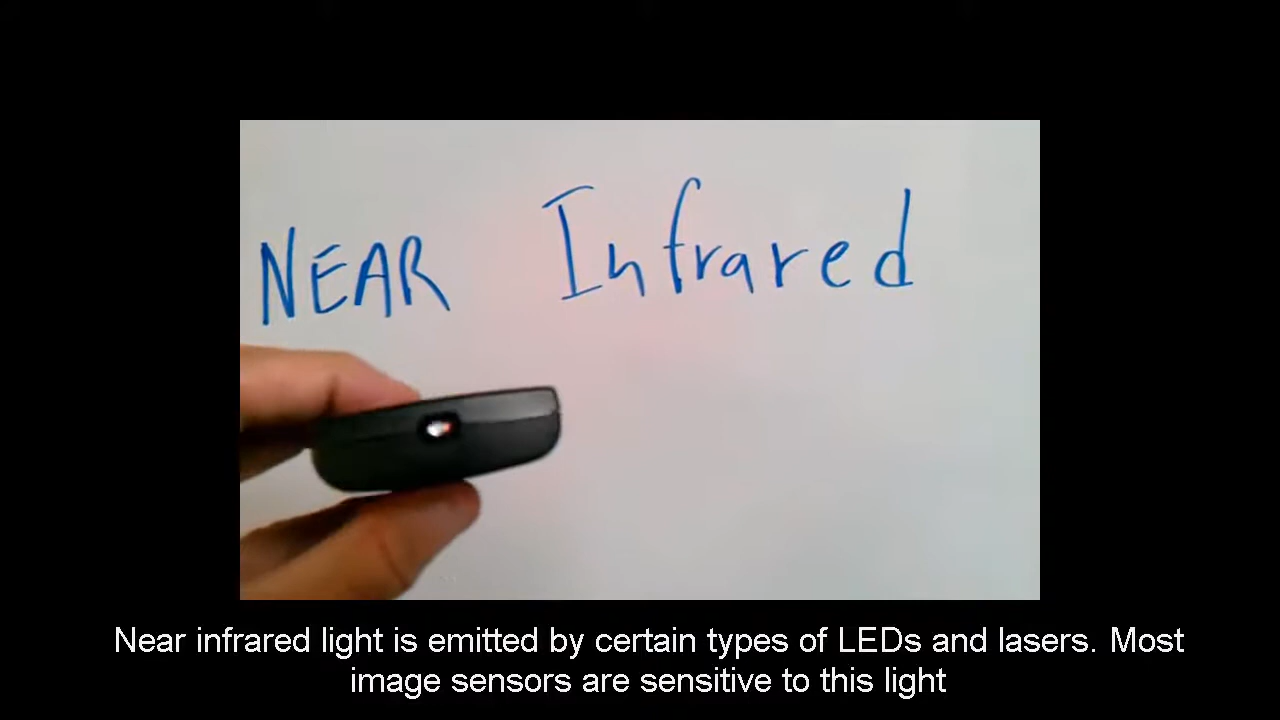 NEAR Infrared
Near infrared light is emitted by certain types of LEDs and lasers. Most
image sensors are sensitive to this light